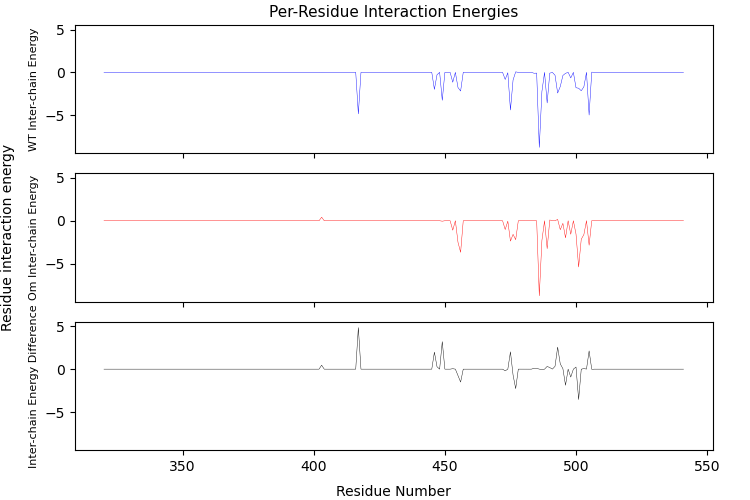 Per-Residue Interaction Energies
Residue interaction energy
WT Inter-chain Energy
5
0
−5
Om Inter-chain Energy
5
0
−5
Inter-chain Energy Difference
5
0
−5
350
400
450
500
550
Residue Number